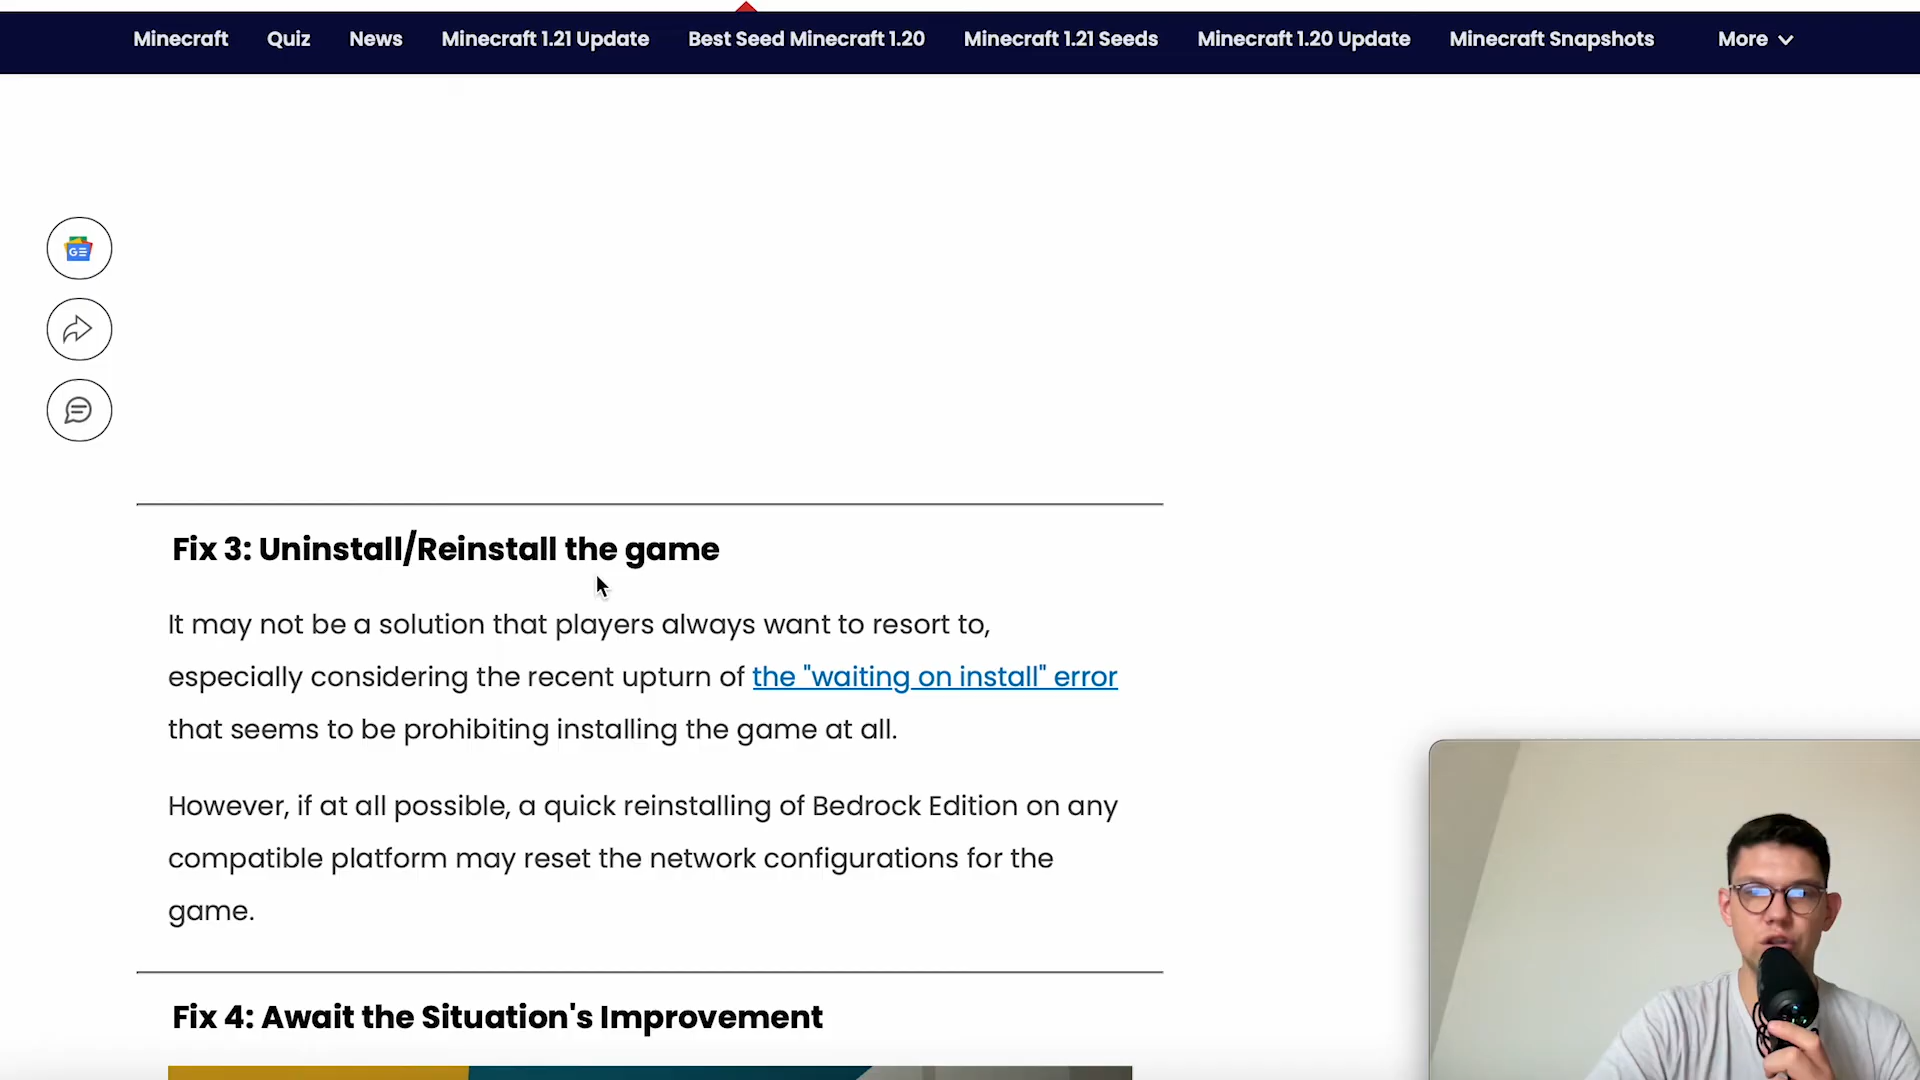 Minecraft Quiz News Minecraft 1.21 Update Best Seed Minecraft 1.20 Minecraft 1.21 Seeds Minecraft 1.20 Update Minecraft Snapshots More
GE
Fix 3: Uninstall/Reinstall the game
It may not be a solution that players always want to resort to,
especially considering the recent upturn of the "waiting on install" error
that seems to be prohibiting installing the game at all.
However, if at all possible, a quick reinstalling of Bedrock Edition on any
compatible platform may reset the network configurations for the
game.
Fix 4: Await the Situation's Improvement